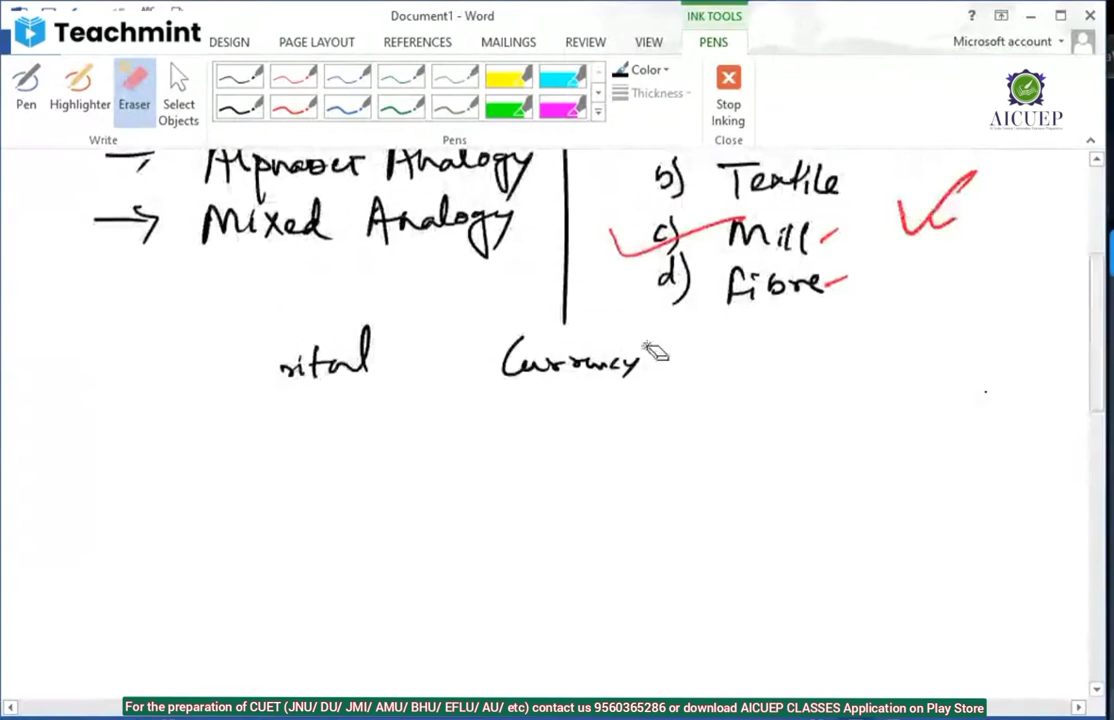 Document1 - Word
INK TOOLS
Teachmint
DESIGN PAGE LAYOUT REFERENCES MAILINGS REVIEW VIEW PENS
Microsoft account
Pen
Highlighter
Eraser
Select Objects
Color
Thickness
Stop Inking
Write
Pens
Close
AICUEP
→ Alphabet Analogy
→ Mixed Analogy
b) Textile
c) Mill
d) Fibre
Currency
For the preparation of CUET (JNU/ DU/ JMI/ AMU/ BHU/ EFLU/ AU/ etc) contact us 9560365286 or download AICUEP CLASSES Application on Play Store